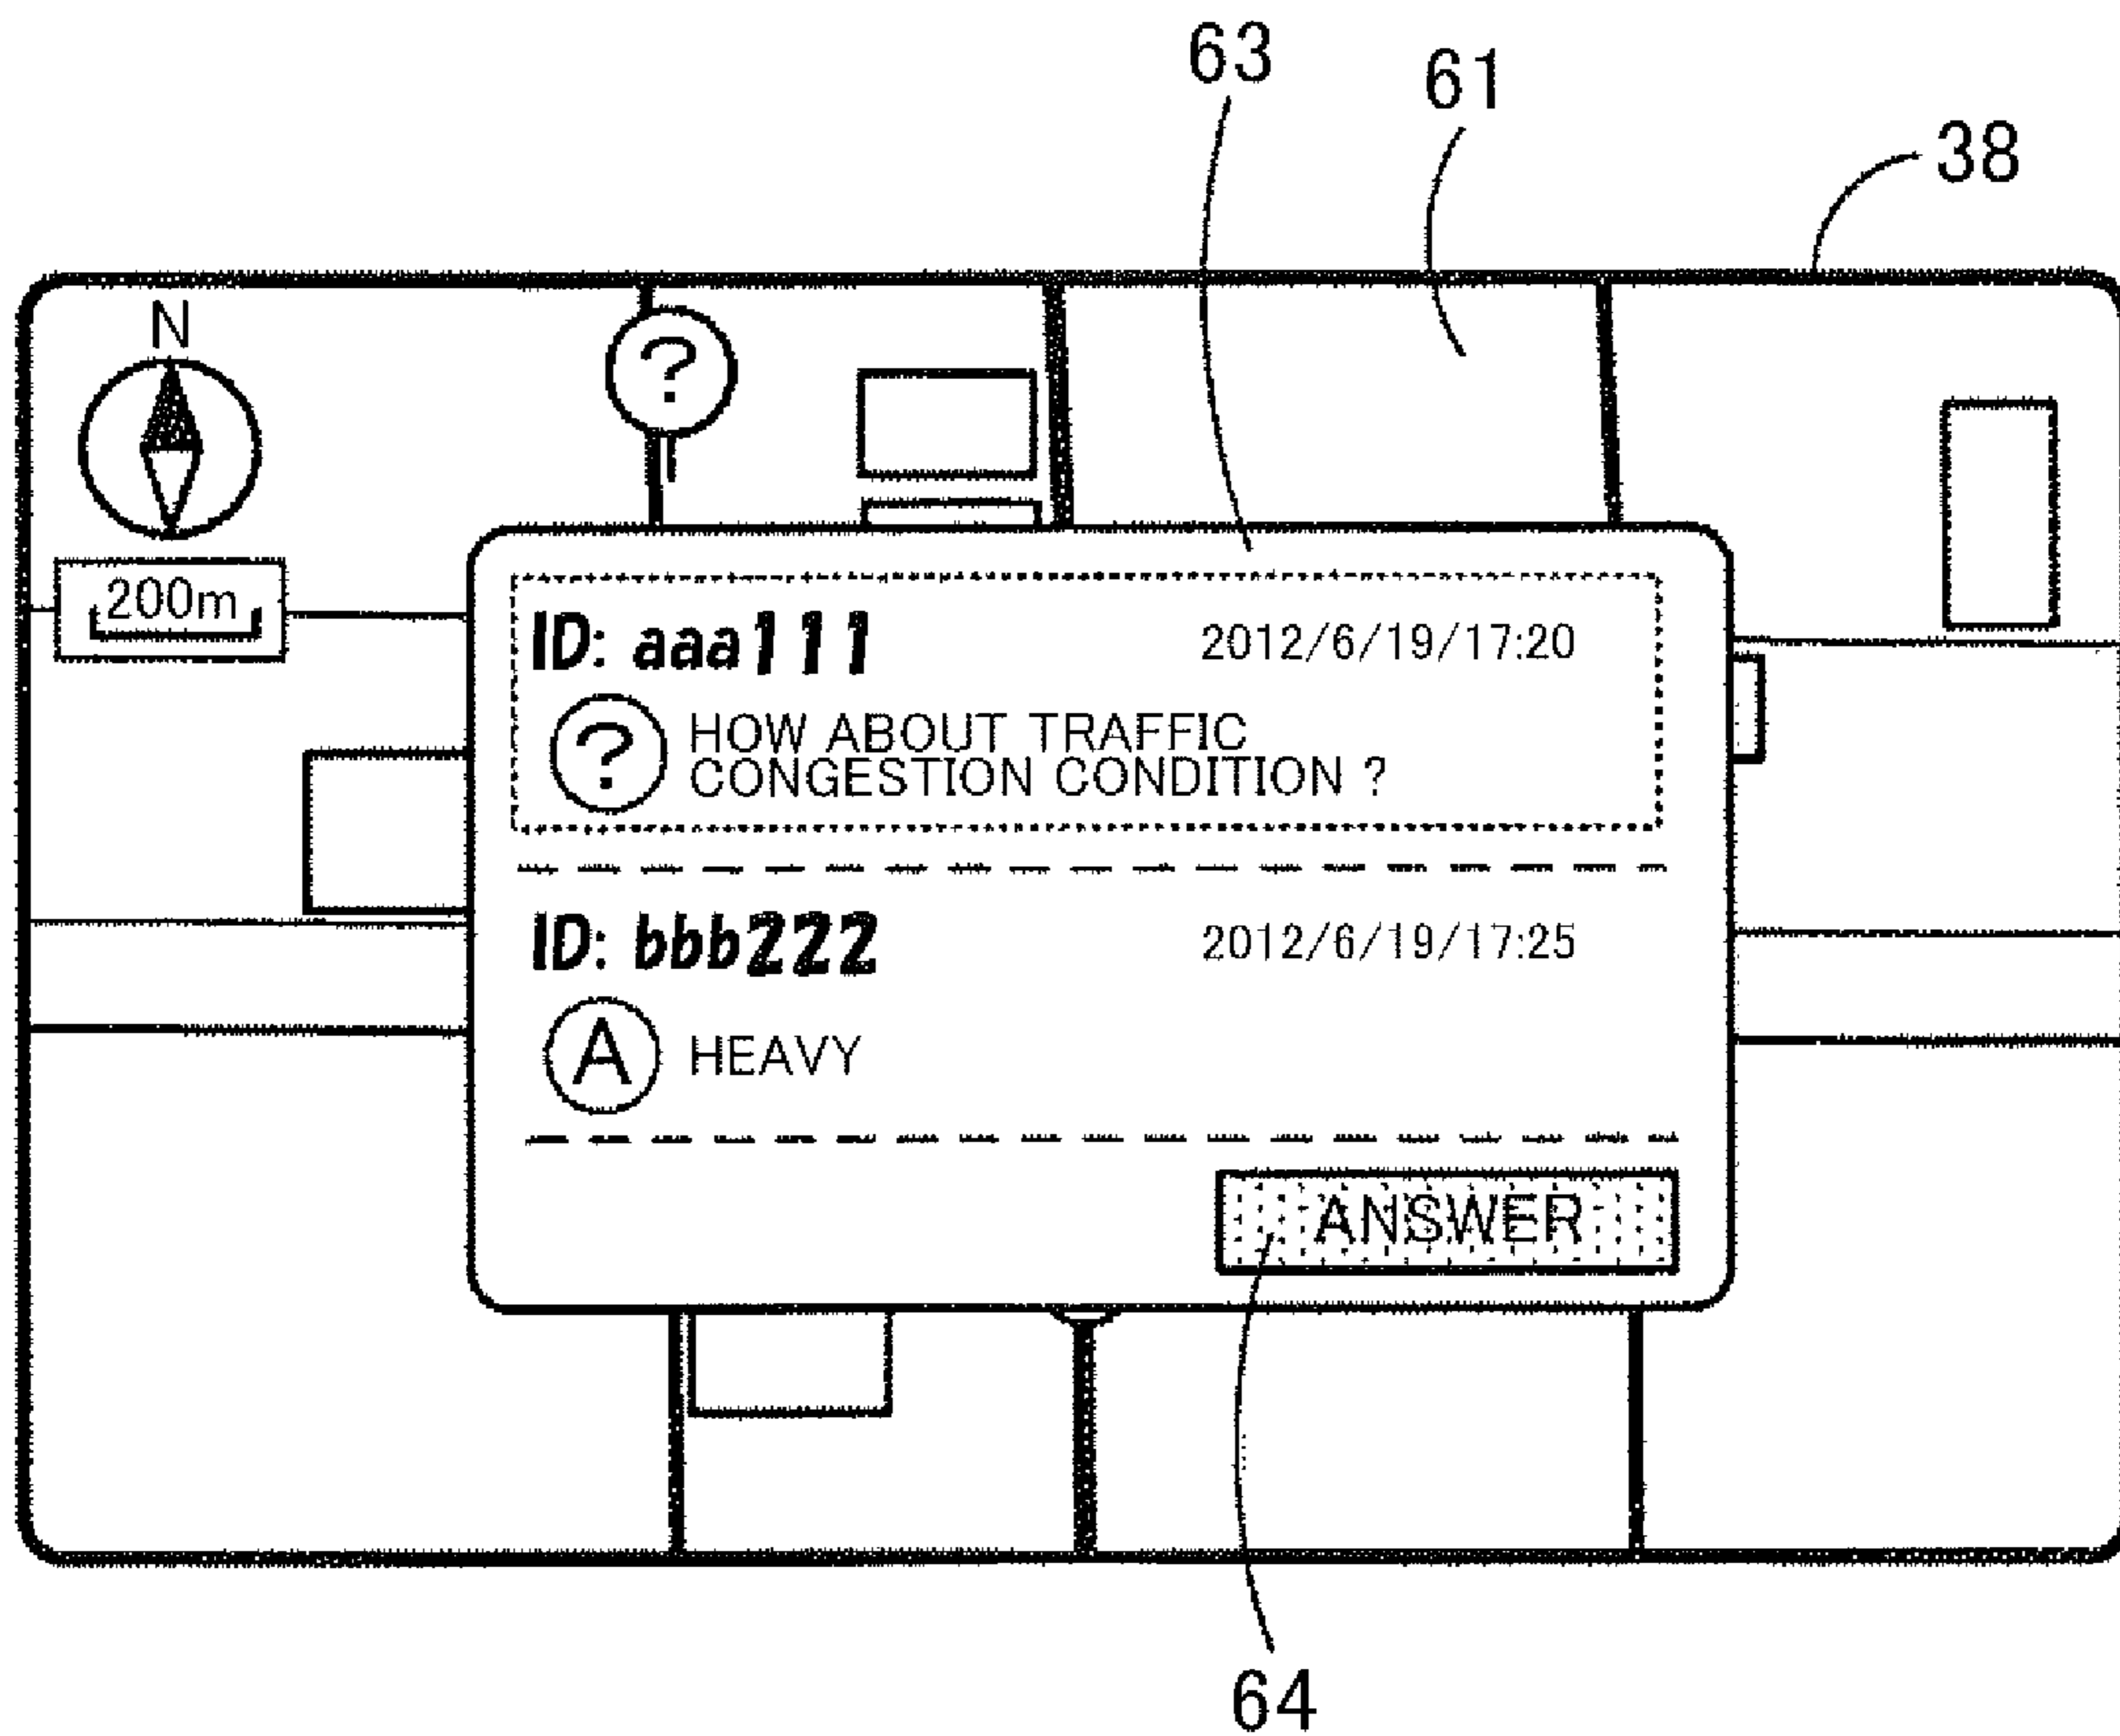 63
61
38
N
?
200m
ID: aaa111 2012/6/19/17:20
? HOW ABOUT TRAFFIC
CONGESTION CONDITION ?
ID: bbb222 2012/6/19/17:25
A HEAVY
ANSWER
64